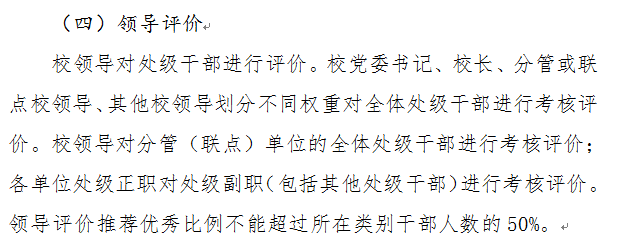 （四）领导评价
校领导对处级干部进行评价。校党委书记、校长、分管或联
点校领导、其他校领导划分不同权重对全体处级干部进行考核评
价。校领导对分管（联点）单位的全体处级干部进行考核评价；
各单位处级正职对处级副职（包括其他处级干部）进行考核评价。
领导评价推荐优秀比例不能超过所在类别干部人数的 50%。